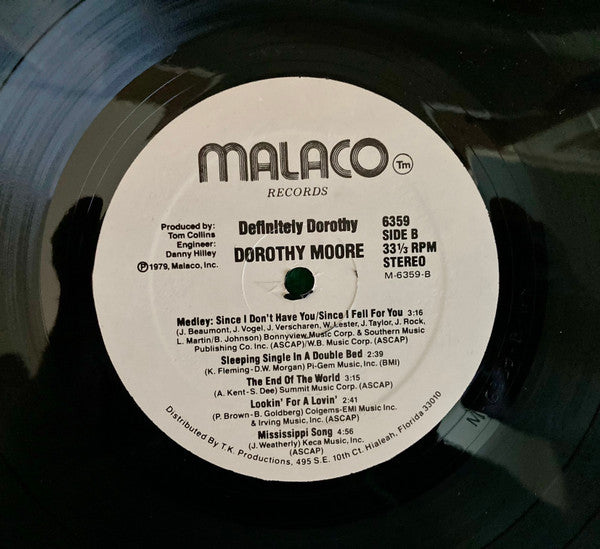 MALACO Tm
RECORDS
Produced by:
Tom Collins
Engineer:
Danny Hilley
℗1979, Malaco, Inc.
Definitely Dorothy
DOROTHY MOORE
6359
SIDE B
33⅓ RPM
STEREO
M-6359-B
Medley: Since I Don't Have You/Since I Fell For You 3:16
(J. Beaumont, J. Vogel, J. Verscharen, W. Lester, J. Taylor, J. Rock,
L. Martin/B. Johnson) Bonnyview Music Corp. & Southern Music
Publishing Co. Inc. (ASCAP)/W.B. Music Corp. (ASCAP)
Sleeping Single In A Double Bed 2:39
(K. Fleming-D.W. Morgan) Pi-Gem Music, Inc. (BMI)
The End Of The World 3:15
(A. Kent-S. Dee) Summit Music Corp. (ASCAP)
Lookin' For A Lovin' 2:41
(P. Brown-B. Goldberg) Colgems-EMI Music Inc.
& Irving Music, Inc. (ASCAP)
Mississippi Song 4:56
(J. Weatherly) Keca Music, Inc.
(ASCAP)
Distributed By T.K. Productions, 495 S.E. 10th Ct. Hialeah, Florida 33010